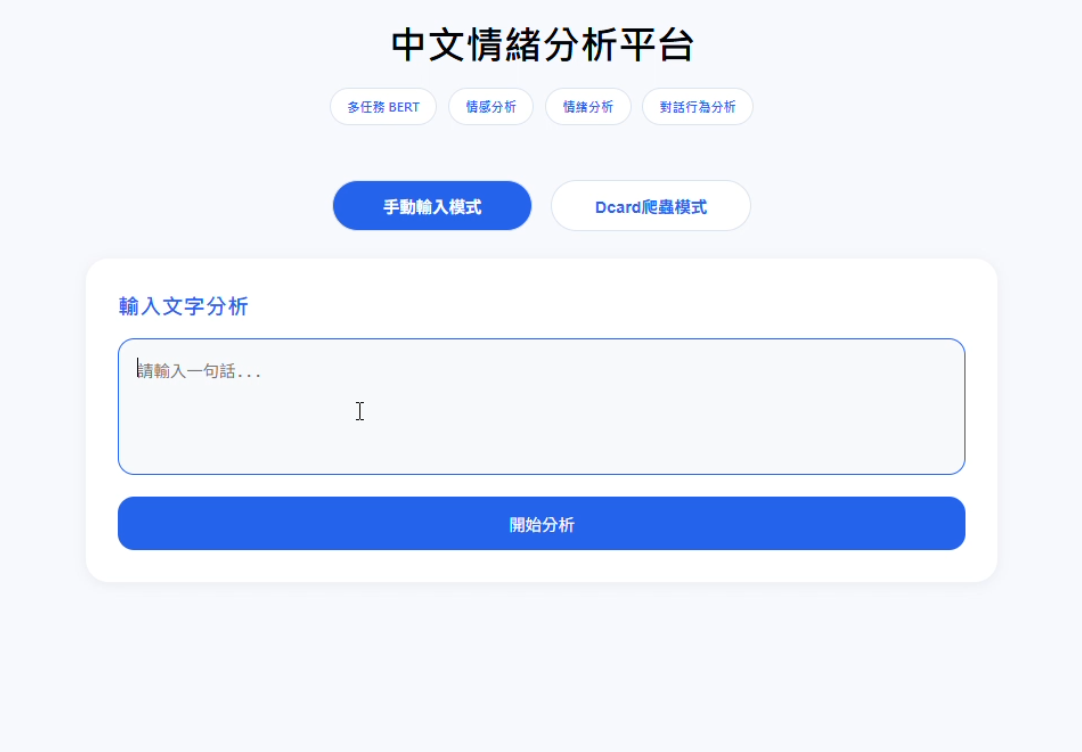 中文情緒分析平台
多任務 BERT 情感分析 情緒分析 對話行為分析
手動輸入模式 Dcard爬蟲模式
輸入文字分析
請輸入一句話...
開始分析